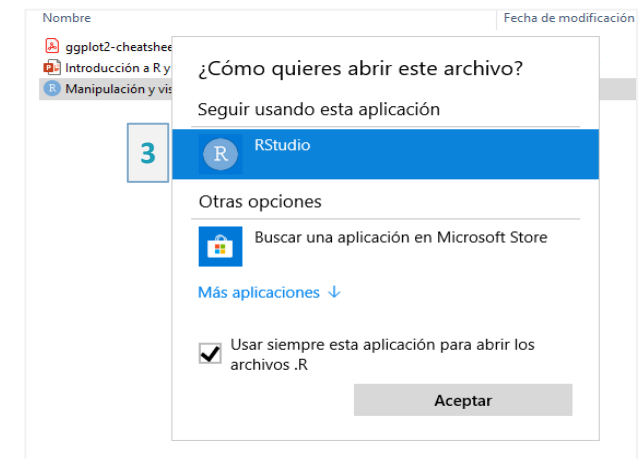 Nombre Fecha de modificación
ggplot2-cheatshee
Introducción a R y
Manipulación y vis
¿Cómo quieres abrir este archivo?
Seguir usando esta aplicación
3
R RStudio
Otras opciones
Buscar una aplicación en Microsoft Store
Más aplicaciones ↓
Usar siempre esta aplicación para abrir los
archivos .R
Aceptar